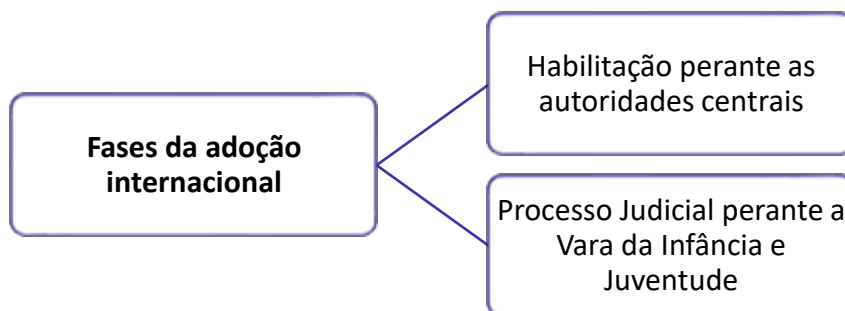 Fases da adoção
internacional
Habilitação perante as
autoridades centrais
Processo Judicial perante a
Vara da Infância e
Juventude